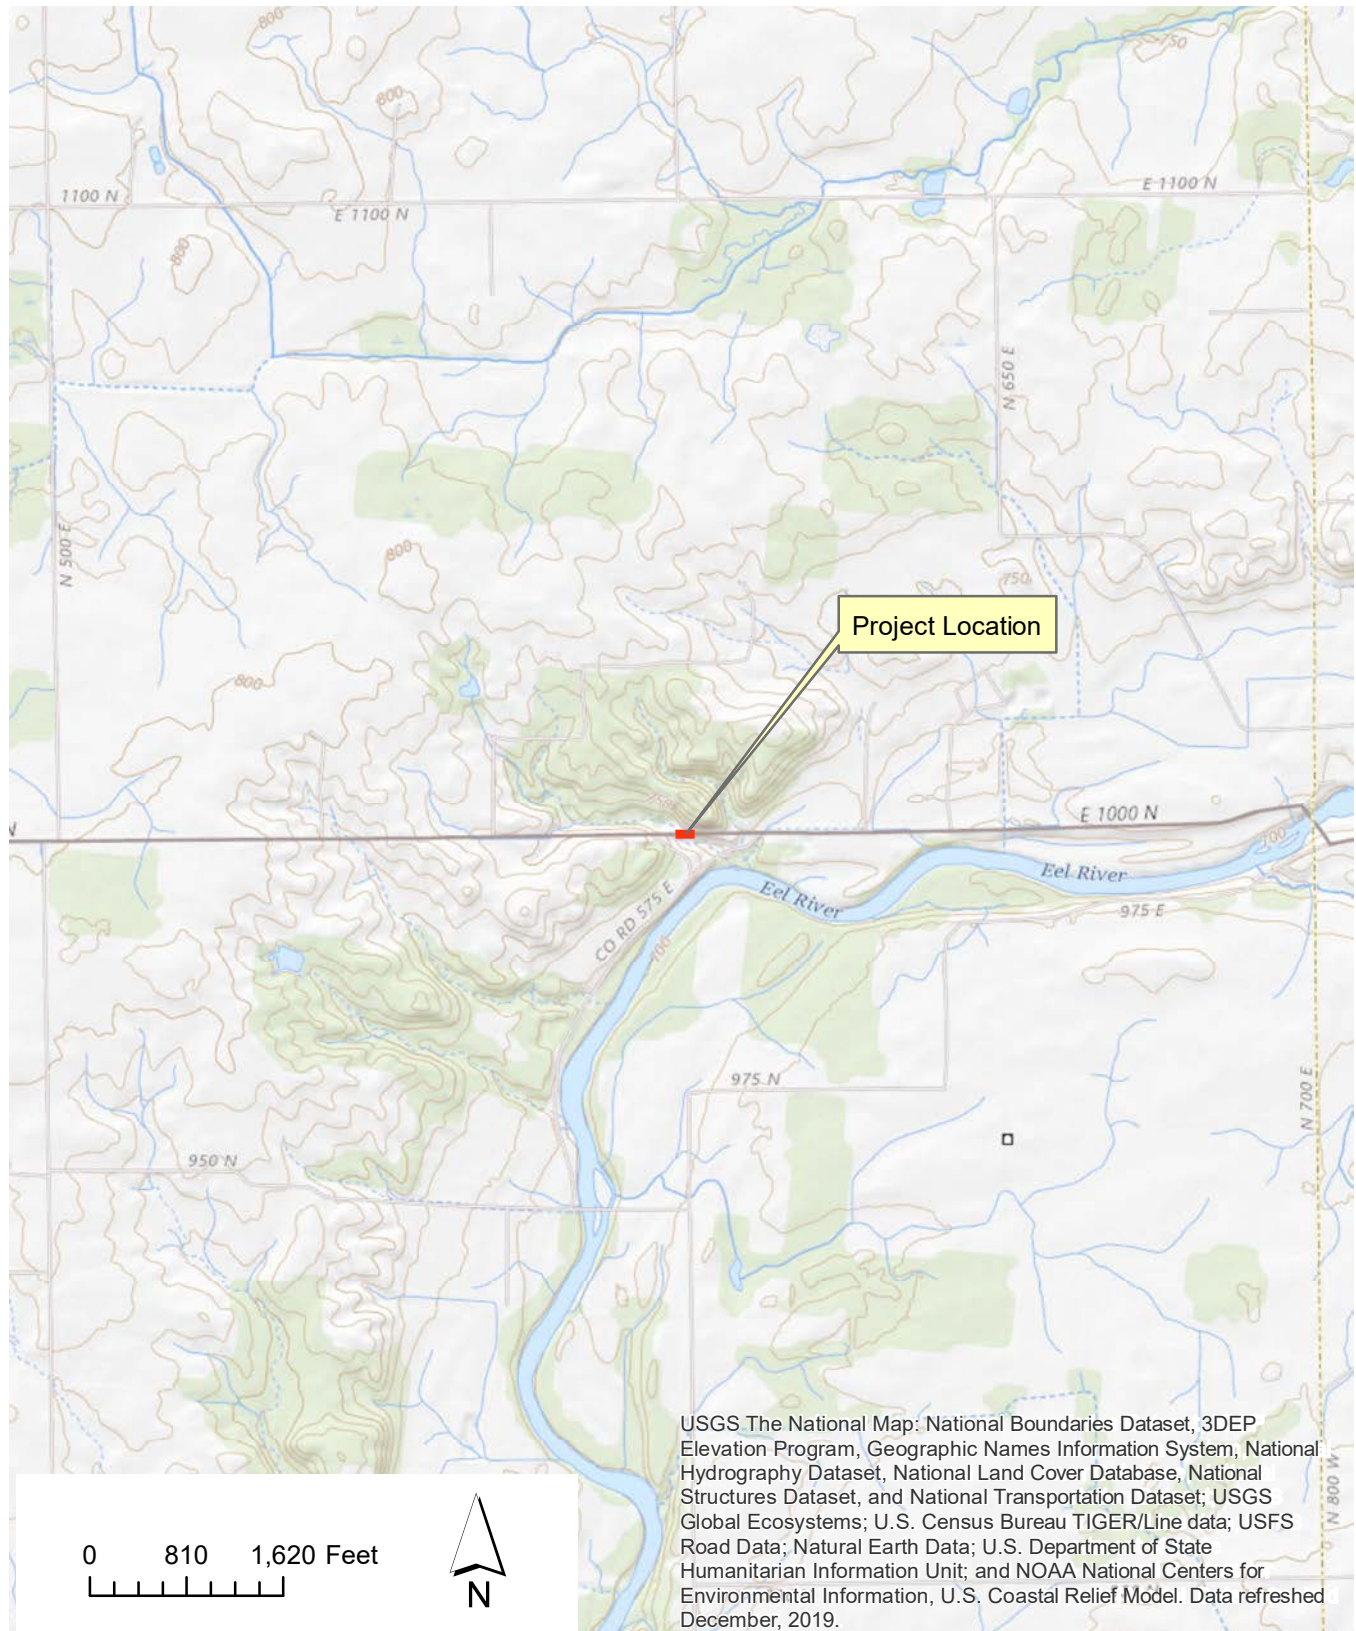 800
750
800
1100 N
E 1100 N
E 1100 N
800
N 650 E
N 500 E
800
750
Project Location
800
750
E 1000 N
N
700
Eel River
Eel River
975 E
CO RD 575 E
700
975 N
N 700 E
950 N
USGS The National Map: National Boundaries Dataset, 3DEP
Elevation Program, Geographic Names Information System, National
Hydrography Dataset, National Land Cover Database, National
Structures Dataset, and National Transportation Dataset; USGS
Global Ecosystems; U.S. Census Bureau TIGER/Line data; USFS
Road Data; Natural Earth Data; U.S. Department of State
Humanitarian Information Unit; and NOAA National Centers for
Environmental Information, U.S. Coastal Relief Model. Data refreshed
December, 2019.
N 800 W
0 810 1,620 Feet
N